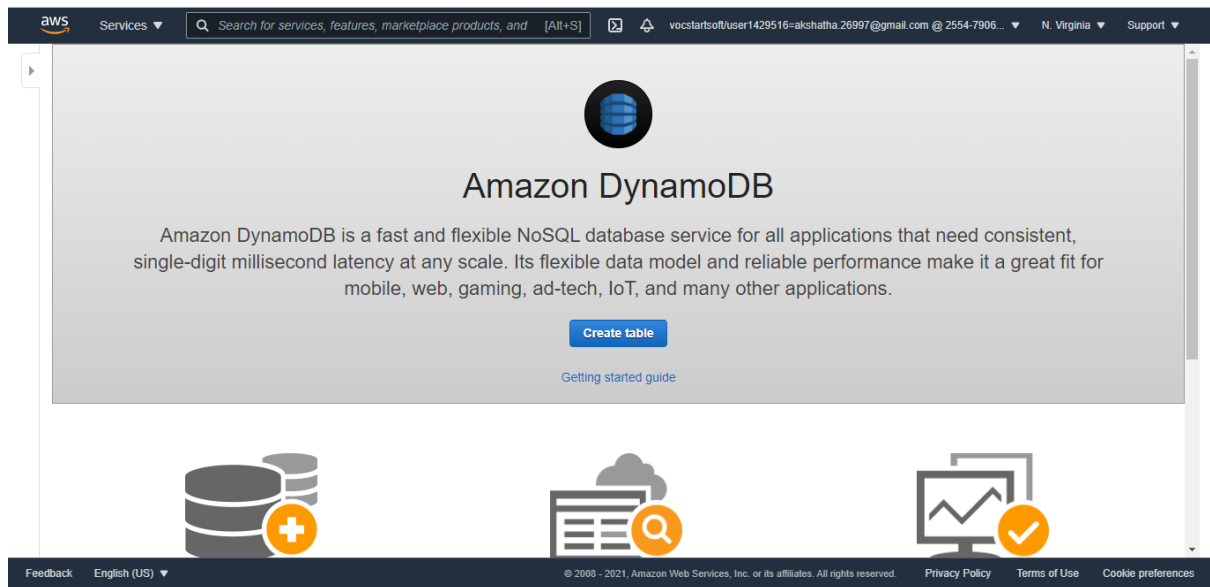 aws Services ▼ Search for services, features, marketplace products, and [Alt+S] vocstartsoft/user1429516=akshatha.26997@gmail.com @ 2554-7906... ▼ N. Virginia ▼ Support ▼
Amazon DynamoDB
Amazon DynamoDB is a fast and flexible NoSQL database service for all applications that need consistent,
single-digit millisecond latency at any scale. Its flexible data model and reliable performance make it a great fit for
mobile, web, gaming, ad-tech, IoT, and many other applications.
Create table
Getting started guide
Feedback English (US) ▼ © 2008 - 2021, Amazon Web Services, Inc. or its affiliates. All rights reserved. Privacy Policy Terms of Use Cookie preferences